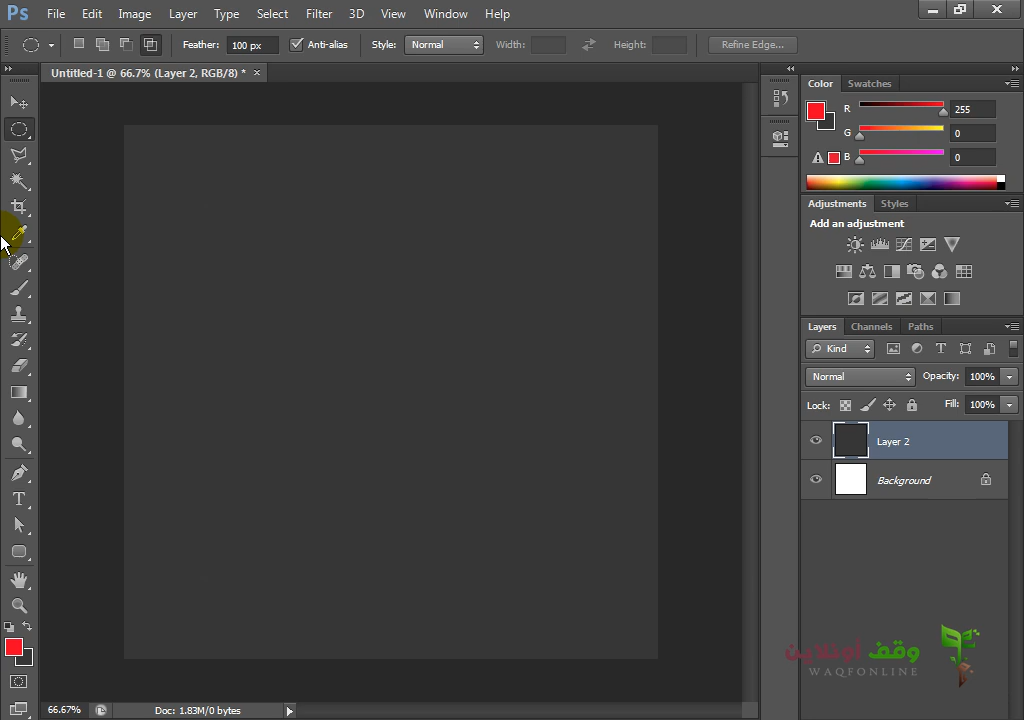 Ps File Edit Image Layer Type Select Filter 3D View Window Help
Feather: 100 px Anti-alias Style: Normal Width: Height: Refine Edge...
Untitled-1 @ 66.7% (Layer 2, RGB/8) * ×
Color Swatches
R 255
G 0
B 0
Adjustments Styles
Add an adjustment
Layers Channels Paths
Kind T
Normal Opacity: 100%
Lock: Fill: 100%
Layer 2
Background
T
وقف أونلاين
WAQFONLINE
66.67% Doc: 1.83M/0 bytes